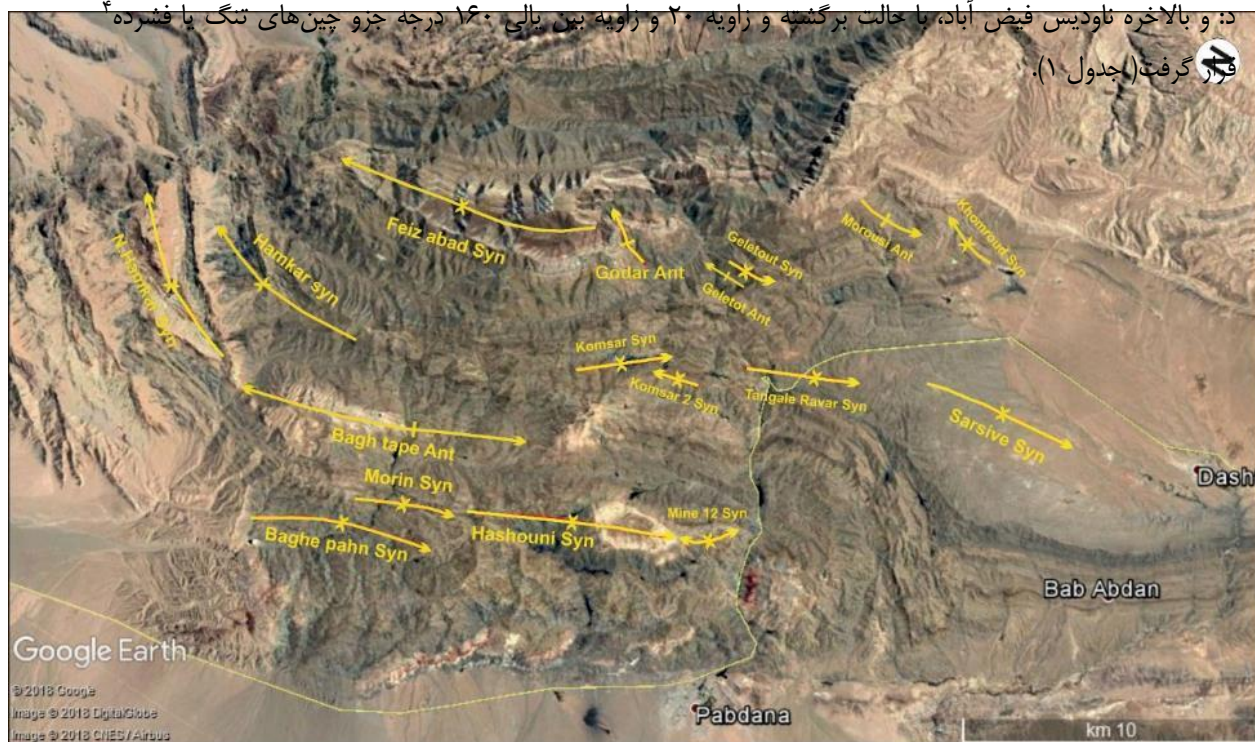 د: و بالاخره ناودیس فیض آباد، با حالت برگشته و زاویه ۲۰ و زاویه بین یالی ۱۶۰ درجه جزو چین‌های تنگ یا فشرده۴
قرار گرفت(جدول ۱).
Feiz abad Syn
Godar Ant
Geletout Syn
Geletot Ant
Morousi Ant
Khomroud Syn
N.Hamkar Syn
Hamkar syn
Komsar Syn
Komsar 2 Syn
Tangale Ravar Syn
Sarsive Syn
Bagh tape Ant
Morin Syn
Baghe pahn Syn
Hashouni Syn
Mine 12 Syn
Dash
Bab Abdan
Pabdana
Google Earth
© 2018 Google
Image © 2018 DigitalGlobe
Image © 2018 CNES / Airbus
km 10